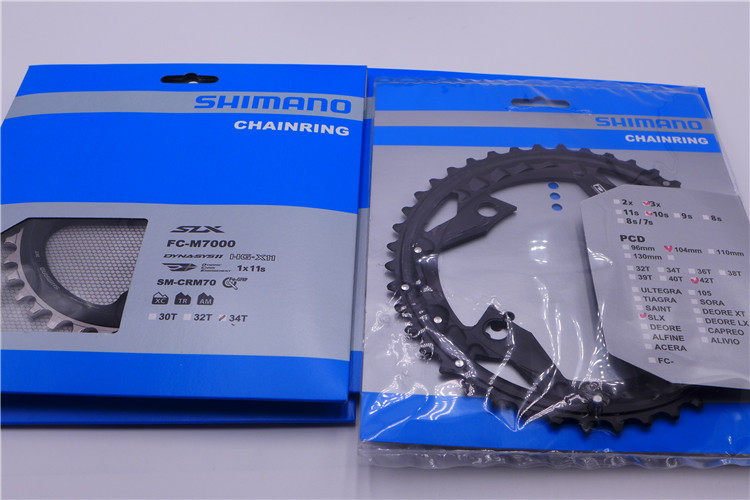 SHIMANO
CHAINRING
SLX
FC-M7000
DYNASYS11 HG-X11
1x11s
SM-CRM70
XC TR AM
30T 32T 34T
SHIMANO
CHAINRING
2x 3x
11s 10s 9s 8s
8s/7s
PCD
96mm 104mm 110mm
130mm
32T 34T 36T 38T
39T 40T 42T
ULTEGRA 105
TIAGRA SORA
SAINT DEORE XT
SLX DEORE LX
DEORE CAPREO
ALFINE ALIVIO
ACERA
FC-